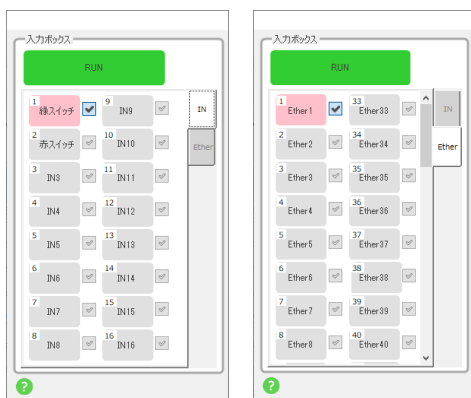 入力ボックス
RUN
1 緑スイッチ 9 IN9 IN
2 赤スイッチ 10 IN10 Ether
3 IN3 11 IN11
4 IN4 12 IN12
5 IN5 13 IN13
6 IN6 14 IN14
7 IN7 15 IN15
8 IN8 16 IN16
?
入力ボックス
RUN
1 Ether1 33 Ether33 IN
2 Ether2 34 Ether34 Ether
3 Ether3 35 Ether35
4 Ether4 36 Ether36
5 Ether5 37 Ether37
6 Ether6 38 Ether38
7 Ether7 39 Ether39
8 Ether8 40 Ether40
?